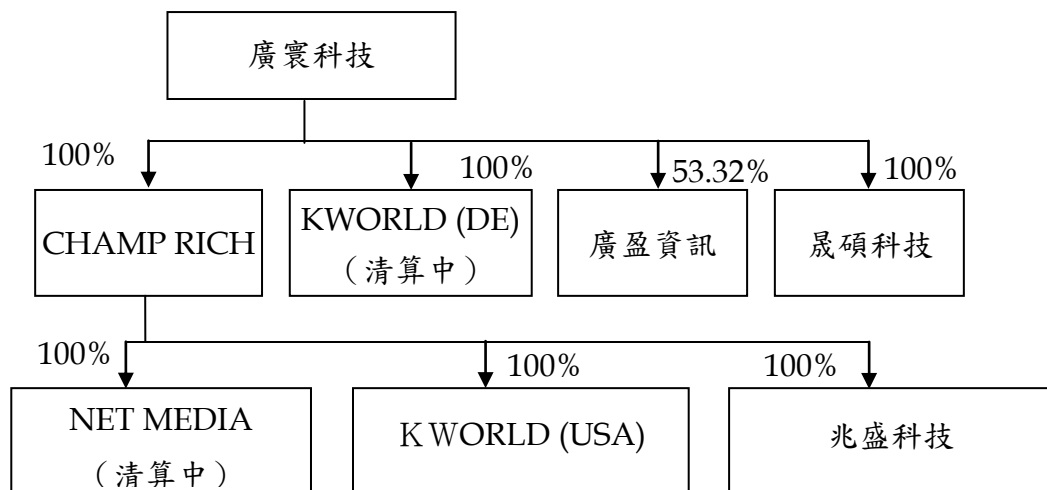 廣寰科技
100%
100%
53.32%
100%
CHAMP RICH
KWORLD (DE)
（清算中）
廣盈資訊
晟碩科技
100%
100%
100%
NET MEDIA
（清算中）
K WORLD (USA)
兆盛科技